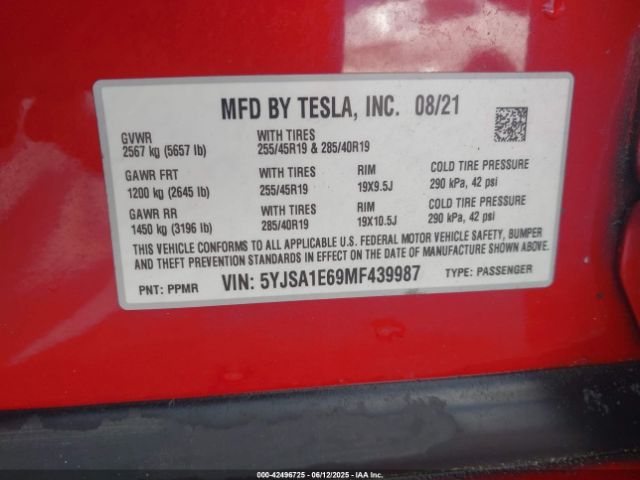 MFD BY TESLA, INC. 08/21
GVWR
2567 kg (5657 lb)
WITH TIRES
255/45R19 & 285/40R19
GAWR FRT
1200 kg (2645 lb)
WITH TIRES
255/45R19
RIM
19X9.5J
COLD TIRE PRESSURE
290 kPa, 42 psi
GAWR RR
1450 kg (3196 lb)
WITH TIRES
285/40R19
RIM
19X10.5J
COLD TIRE PRESSURE
290 kPa, 42 psi
THIS VEHICLE CONFORMS TO ALL APPLICABLE U.S. FEDERAL MOTOR VEHICLE SAFETY, BUMPER
AND THEFT PREVENTION STANDARDS IN EFFECT ON THE DATE OF MANUFACTURE SHOWN ABOVE.
PNT: PPMR VIN: 5YJSA1E69MF439987 TYPE: PASSENGER
000-42496725 - 06/12/2025 - IAAI.COM